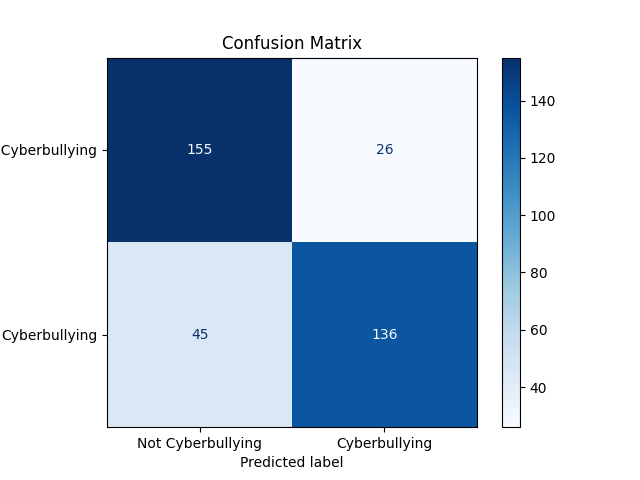 Confusion Matrix
Cyberbullying
155
26
140
120
100
80
60
40
Cyberbullying
45
136
Not Cyberbullying
Cyberbullying
Predicted label